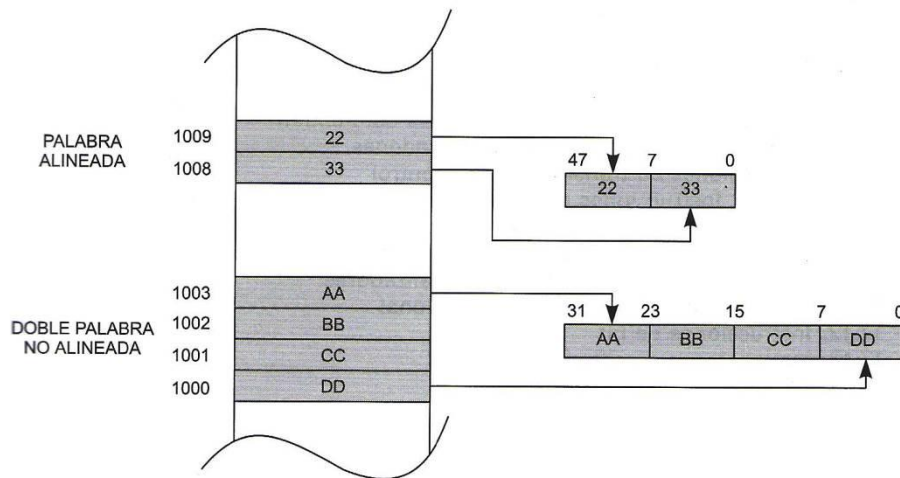 PALABRA
ALINEADA
1009
22
1008
33
47 7 0
22 33
1003
AA
DOBLE PALABRA
NO ALINEADA
1002
BB
1001
CC
1000
DD
31 23 15 7 0
AA BB CC DD